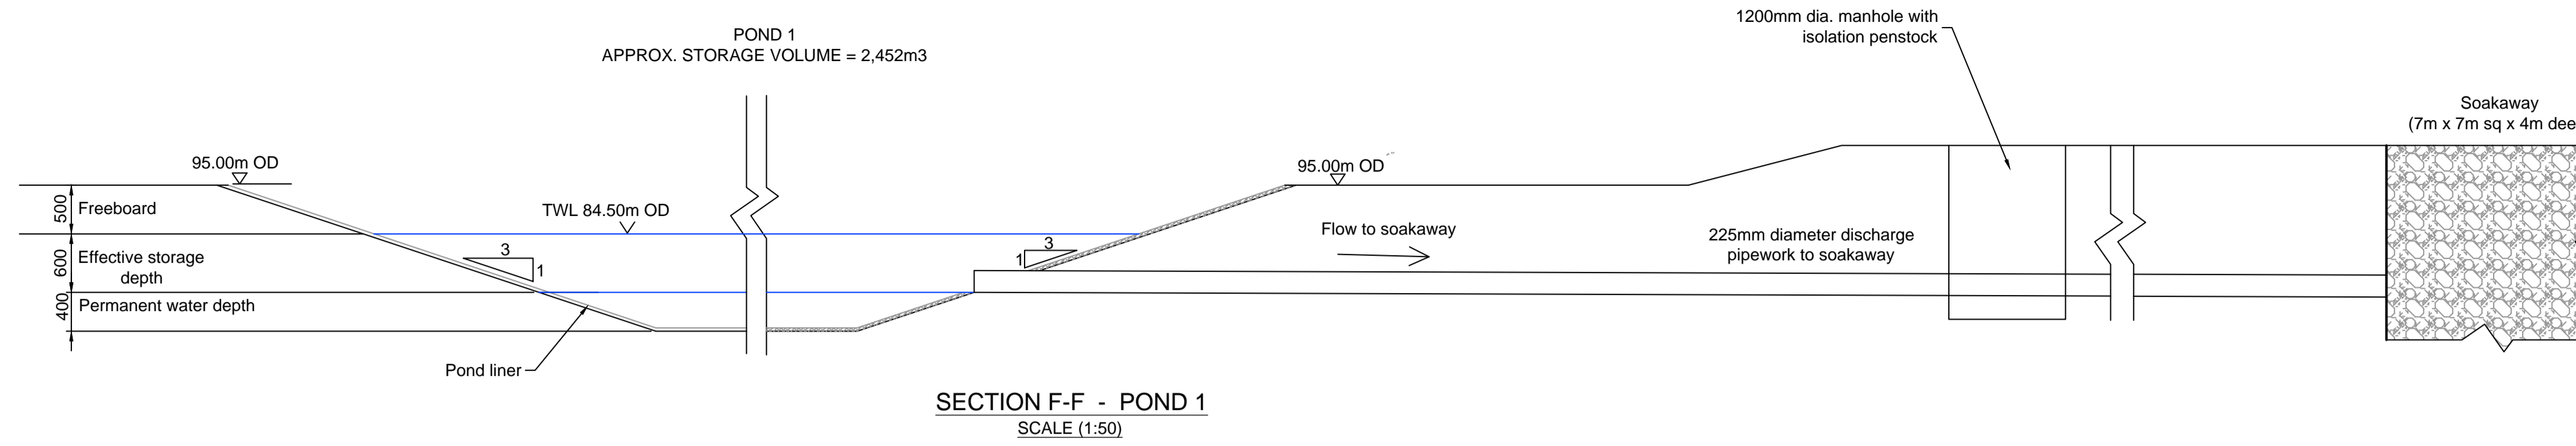 1200mm dia. manhole with
isolation penstock
POND 1
APPROX. STORAGE VOLUME = 2,452m3
Soakaway
(7m x 7m sq x 4m dee
95.00m OD
95.00m OD
500
Freeboard
TWL 84.50m OD
Flow to soakaway
225mm diameter discharge
pipework to soakaway
3
1
3
1
600
Effective storage
depth
400
Permanent water depth
Pond liner
SECTION F-F - POND 1
SCALE (1:50)